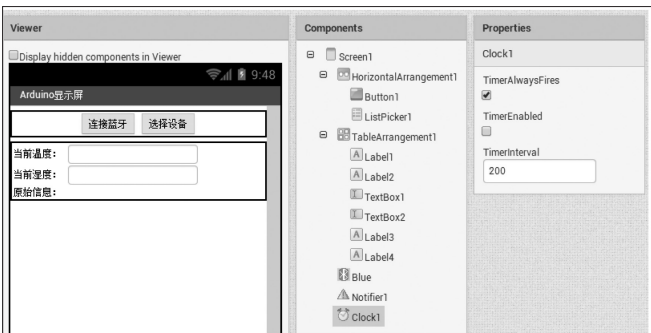 Viewer
Display hidden components in Viewer
9:48
Arduino显示屏
连接蓝牙
选择设备
当前温度：
当前湿度：
原始信息：
Components
Screen1
HorizontalArrangement1
Button1
ListPicker1
TableArrangement1
Label1
Label2
TextBox1
TextBox2
Label3
Label4
Blue
Notifier1
Clock1
Properties
Clock1
TimerAlwaysFires
TimerEnabled
TimerInterval
200